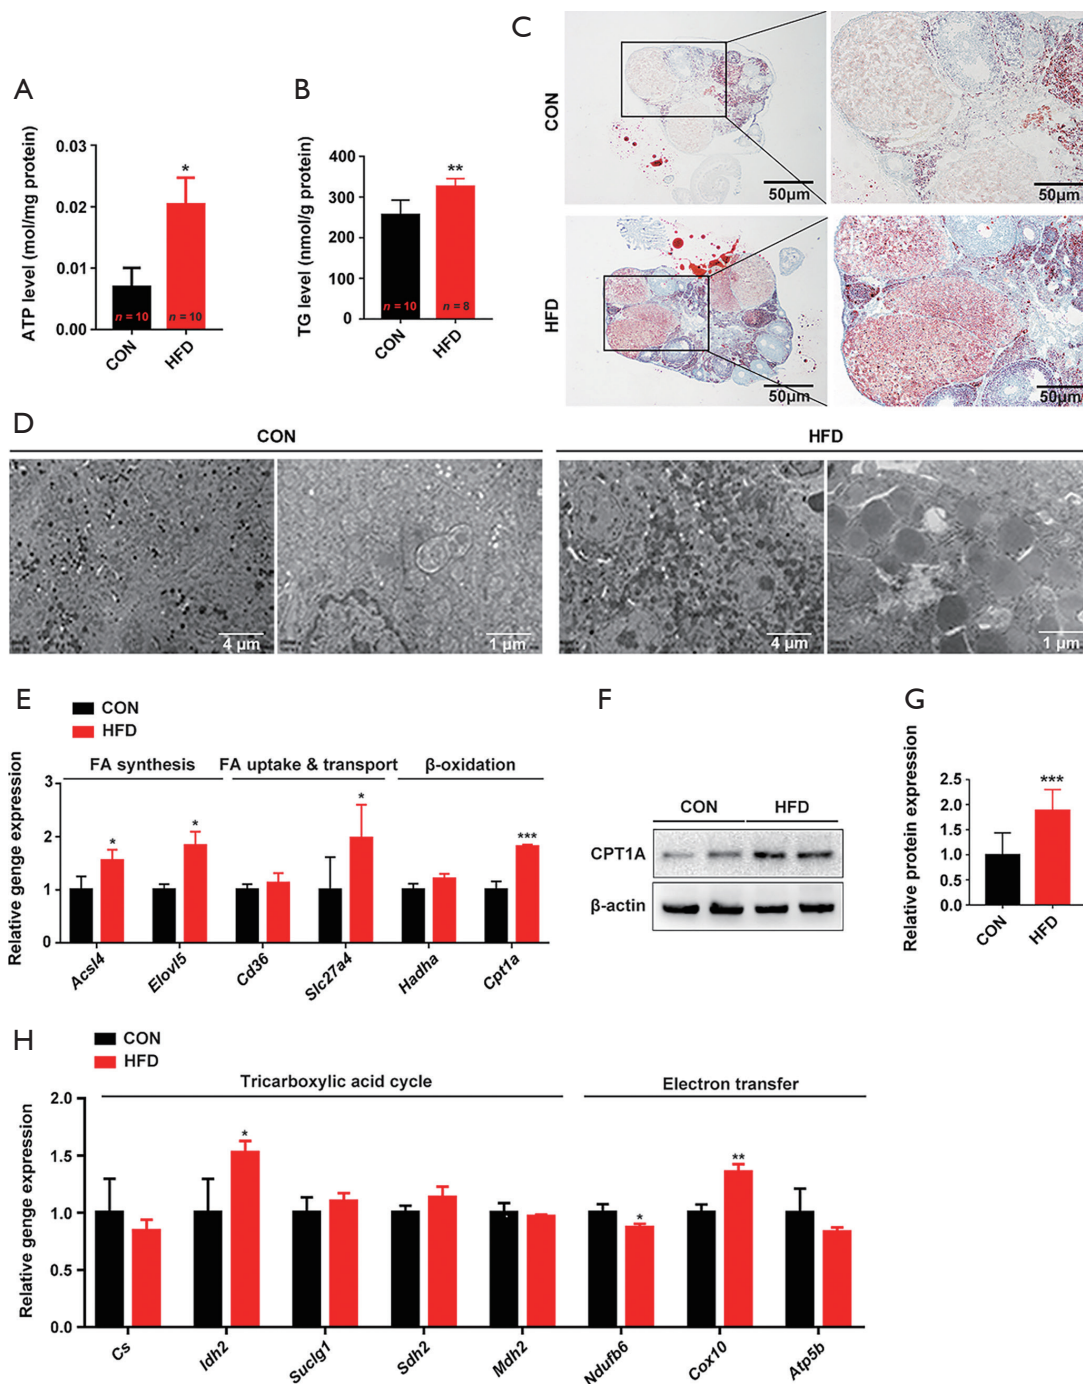 A
ATP level (mol/mg protein)
0.03
0.02
0.01
0.00
*
n = 10
n = 10
CON
HFD
B
TG level (nmol/g protein)
400
300
200
100
0
**
n = 10
n = 8
CON
HFD
C
CON
50μm
50μm
HFD
50μm
50μm
D
CON
HFD
4 μm
1 μm
4 μm
1 μm
E
CON
HFD
FA synthesis
FA uptake & transport
β-oxidation
Relative genge expression
3
2
1
0
*
*
*
***
Acsl4
Elovl5
Cd36
Slc27a4
Hadha
Cpt1a
F
CON
HFD
CPT1A
β-actin
G
Relative protein expression
2.5
2.0
1.5
1.0
0.5
0.0
***
CON
HFD
H
CON
HFD
Tricarboxylic acid cycle
Electron transfer
Relative genge expression
2.0
1.5
1.0
0.5
0.0
*
*
**
Cs
Idh2
Suclg1
Sdh2
Mdh2
Ndufb6
Cox10
Atp5b